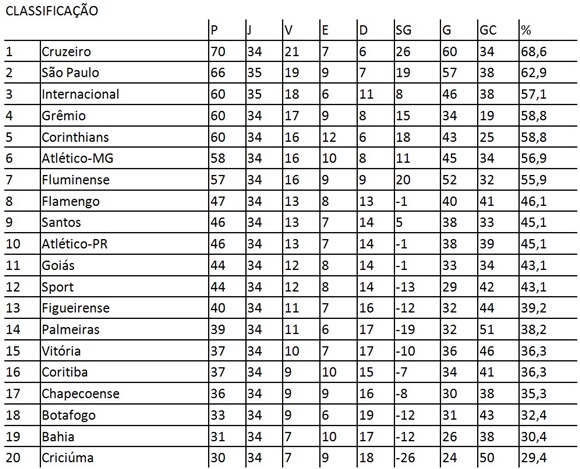 CLASSIFICAÇÃO
P J V E D SG G GC %
1 Cruzeiro 70 34 21 7 6 26 60 34 68,6
2 São Paulo 66 35 19 9 7 19 57 38 62,9
3 Internacional 60 35 18 6 11 8 46 38 57,1
4 Grêmio 60 34 17 9 8 15 34 19 58,8
5 Corinthians 60 34 16 12 6 18 43 25 58,8
6 Atlético-MG 58 34 16 10 8 11 45 34 56,9
7 Fluminense 57 34 16 9 9 20 52 32 55,9
8 Flamengo 47 34 13 8 13 -1 40 41 46,1
9 Santos 46 34 13 7 14 5 38 33 45,1
10 Atlético-PR 46 34 13 7 14 -1 38 39 45,1
11 Goiás 44 34 12 8 14 -1 33 34 43,1
12 Sport 44 34 12 8 14 -13 29 42 43,1
13 Figueirense 40 34 11 7 16 -12 32 44 39,2
14 Palmeiras 39 34 11 6 17 -19 32 51 38,2
15 Vitória 37 34 10 7 17 -10 36 46 36,3
16 Coritiba 37 34 9 10 15 -7 34 41 36,3
17 Chapecoense 36 34 9 9 16 -8 30 38 35,3
18 Botafogo 33 34 9 6 19 -12 31 43 32,4
19 Bahia 31 34 7 10 17 -12 26 38 30,4
20 Criciúma 30 34 7 9 18 -26 24 50 29,4